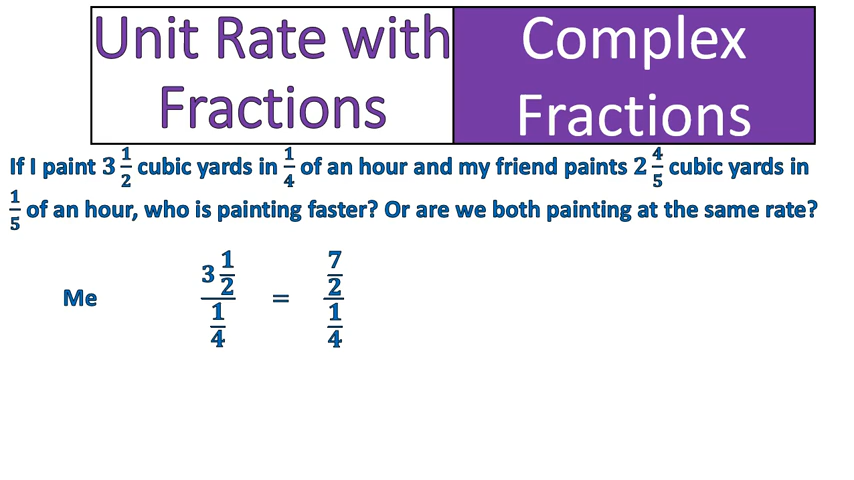 Unit Rate with
Fractions
Complex
Fractions
If I paint 3 1/2 cubic yards in 1/4 of an hour and my friend paints 2 4/5 cubic yards in
1/5 of an hour, who is painting faster? Or are we both painting at the same rate?
Me (3 1/2)/(1/4) = (7/2)/(1/4)